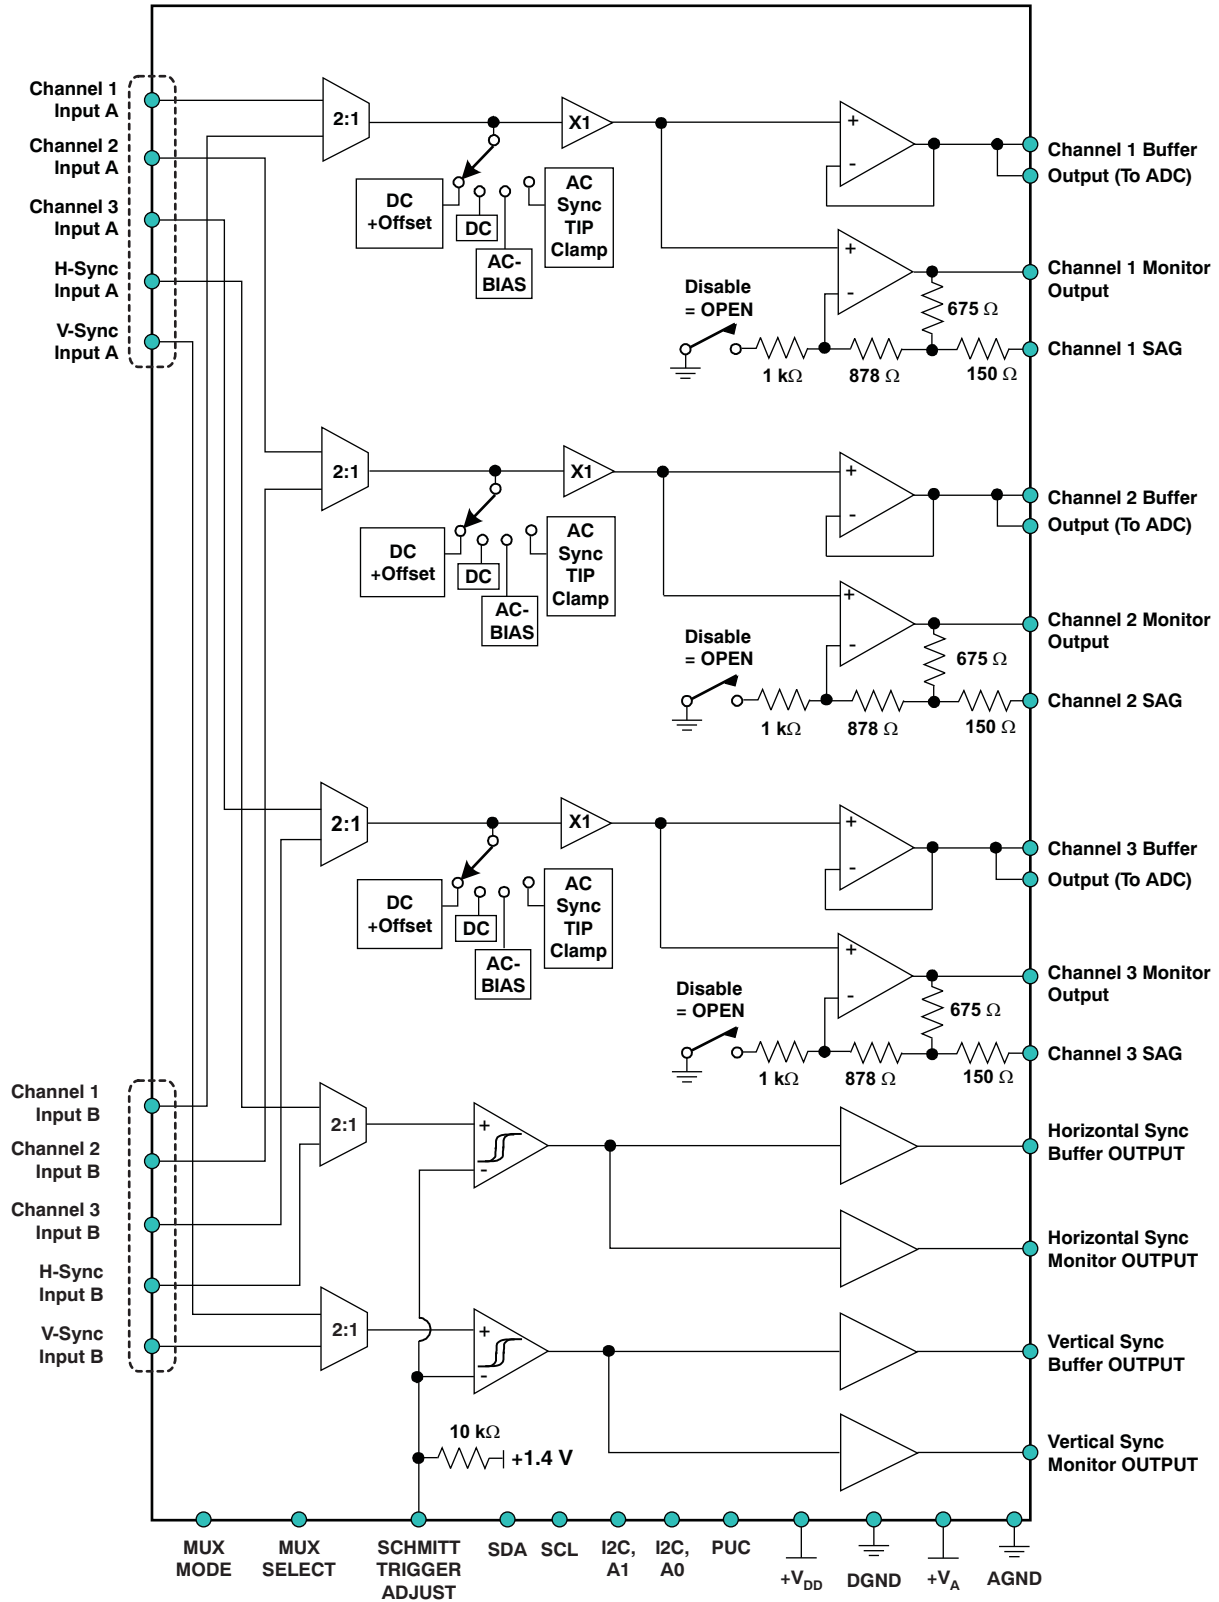 Channel 1
Input A
Channel 2
Input A
Channel 3
Input A
H-Sync
Input A
V-Sync
Input A
2:1
X1
+
-
DC
+Offset
DC
AC-
BIAS
AC
Sync
TIP
Clamp
Channel 1 Buffer
Output (To ADC)
+
-
Disable
= OPEN
1 kΩ
878 Ω
675 Ω
150 Ω
Channel 1 Monitor
Output
Channel 1 SAG
2:1
X1
+
-
DC
+Offset
DC
AC-
BIAS
AC
Sync
TIP
Clamp
Channel 2 Buffer
Output (To ADC)
+
-
Disable
= OPEN
1 kΩ
878 Ω
675 Ω
150 Ω
Channel 2 Monitor
Output
Channel 2 SAG
2:1
X1
+
-
DC
+Offset
DC
AC-
BIAS
AC
Sync
TIP
Clamp
Channel 3 Buffer
Output (To ADC)
+
-
Disable
= OPEN
1 kΩ
878 Ω
675 Ω
150 Ω
Channel 3 Monitor
Output
Channel 3 SAG
Channel 1
Input B
Channel 2
Input B
Channel 3
Input B
H-Sync
Input B
V-Sync
Input B
2:1
+
-
Horizontal Sync
Buffer OUTPUT
Horizontal Sync
Monitor OUTPUT
2:1
+
-
Vertical Sync
Buffer OUTPUT
Vertical Sync
Monitor OUTPUT
10 kΩ
+1.4 V
MUX
MODE
MUX
SELECT
SCHMITT
TRIGGER
ADJUST
SDA
SCL
I2C,
A1
I2C,
A0
PUC
+VDD
DGND
+VA
AGND